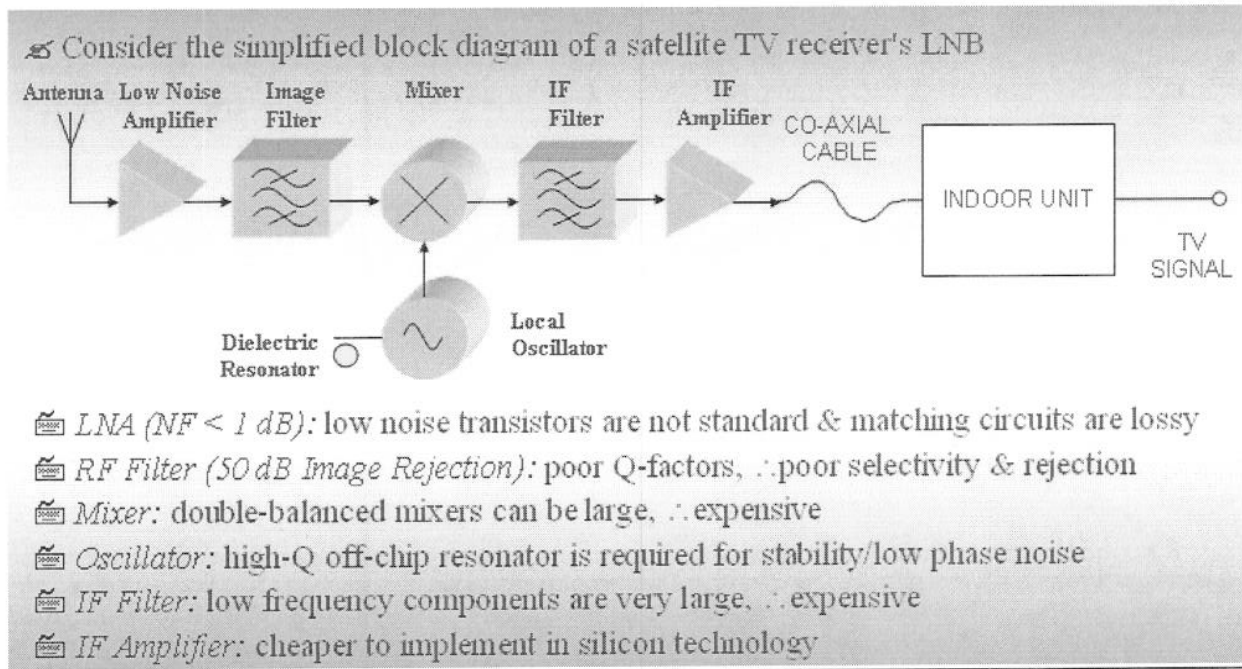 Consider the simplified block diagram of a satellite TV receiver's LNB
Antenna
Low Noise
Amplifier
Image
Filter
Mixer
IF
Filter
IF
Amplifier
CO-AXIAL
CABLE
INDOOR UNIT
TV
SIGNAL
Dielectric
Resonator
Local
Oscillator
LNA (NF < 1 dB): low noise transistors are not standard & matching circuits are lossy
RF Filter (50 dB Image Rejection): poor Q-factors, ∴poor selectivity & rejection
Mixer: double-balanced mixers can be large, ∴expensive
Oscillator: high-Q off-chip resonator is required for stability/low phase noise
IF Filter: low frequency components are very large, ∴expensive
IF Amplifier: cheaper to implement in silicon technology